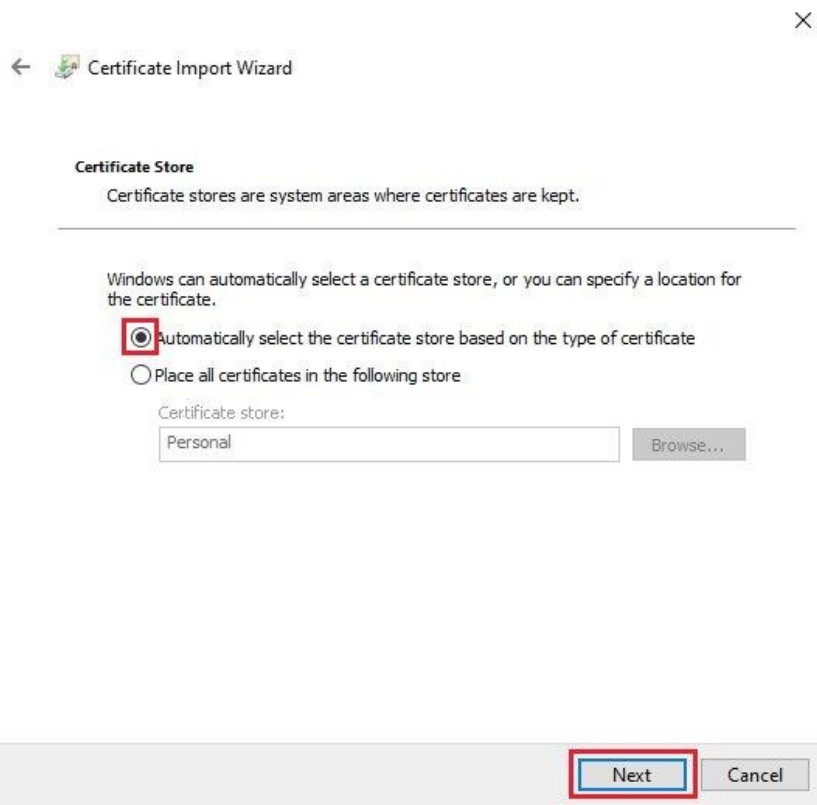 Certificate Import Wizard
Certificate Store
Certificate stores are system areas where certificates are kept.
Windows can automatically select a certificate store, or you can specify a location for
the certificate.
Automatically select the certificate store based on the type of certificate
Place all certificates in the following store
Certificate store:
Personal
Browse...
Next
Cancel